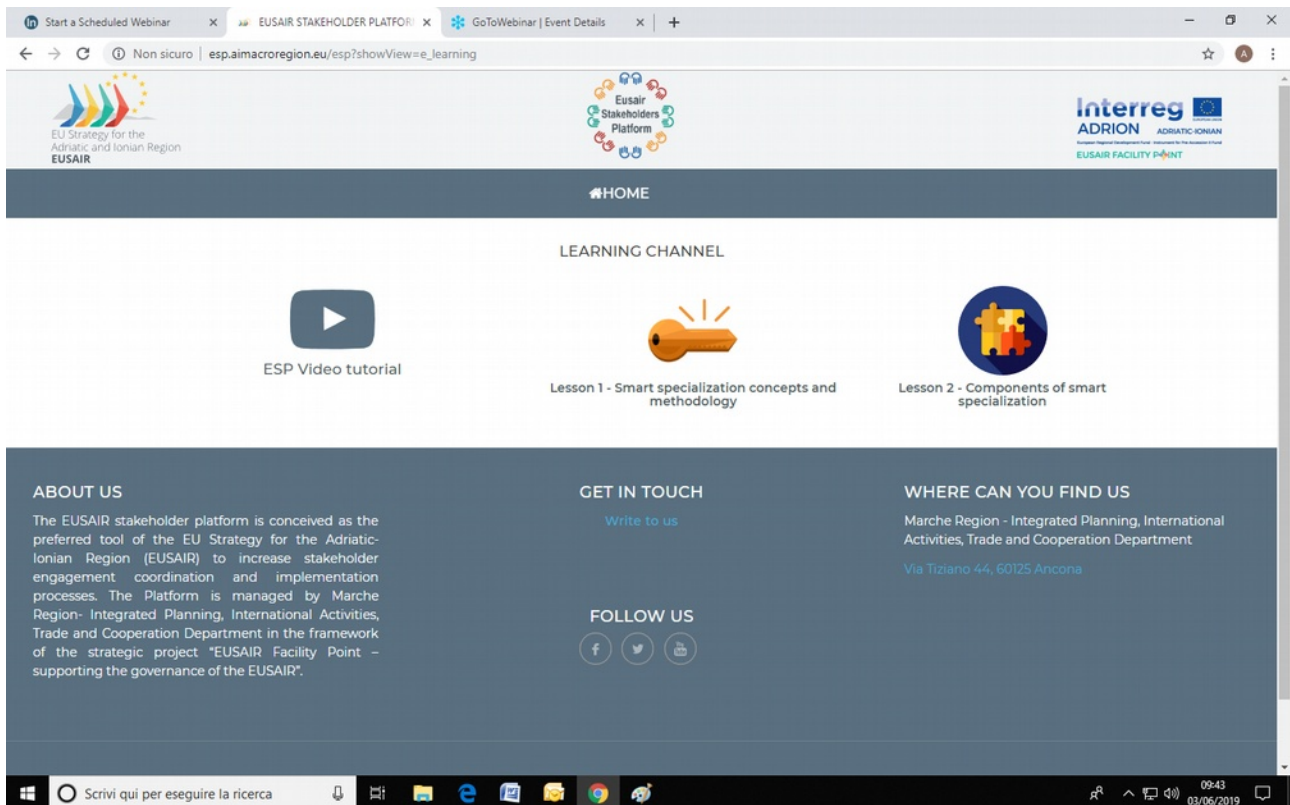 Start a Scheduled Webinar
EUSAIR STAKEHOLDER PLATFOR
GoToWebinar | Event Details
Non sicuro | esp.aimacroregion.eu/esp?showView=e_learning
A
EU Strategy for the
Adriatic and Ionian Region
EUSAIR
Eusair
Stakeholders
Platform
Interreg
ADRION ADRIATIC-IONIAN
EUSAIR FACILITY POINT
HOME
LEARNING CHANNEL
ESP Video tutorial
Lesson 1 - Smart specialization concepts and
methodology
Lesson 2 - Components of smart
specialization
ABOUT US
The EUSAIR stakeholder platform is conceived as the
preferred tool of the EU Strategy for the Adriatic-
Ionian Region (EUSAIR) to increase stakeholder
engagement coordination and implementation
processes. The Platform is managed by Marche
Region- Integrated Planning, International Activities,
Trade and Cooperation Department in the framework
of the strategic project "EUSAIR Facility Point –
supporting the governance of the EUSAIR".
GET IN TOUCH
Write to us
FOLLOW US
WHERE CAN YOU FIND US
Marche Region - Integrated Planning, International
Activities, Trade and Cooperation Department
Via Tiziano 44, 60125 Ancona
Scrivi qui per eseguire la ricerca
09:43
03/06/2019